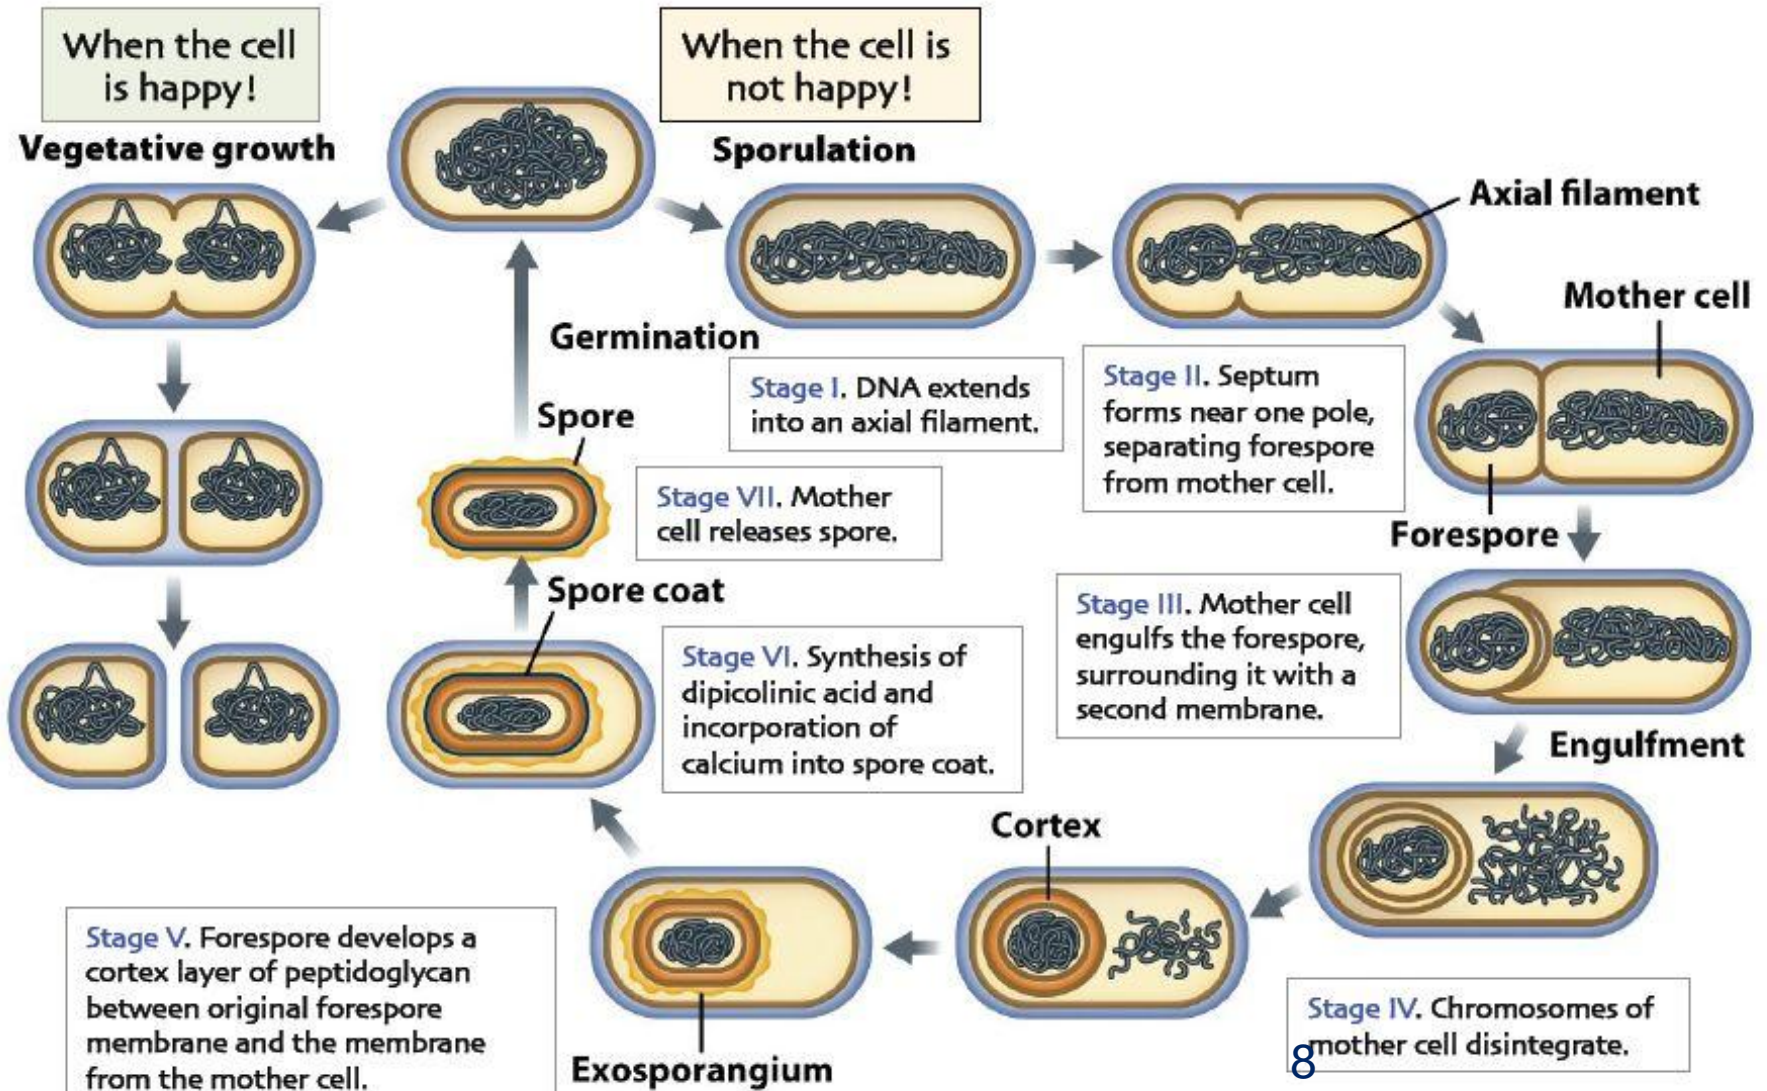 When the cell
is happy!
When the cell is
not happy!
Vegetative growth
Sporulation
Axial filament
Mother cell
Germination
Stage I. DNA extends
into an axial filament.
Stage II. Septum
forms near one pole,
separating forespore
from mother cell.
Spore
Stage VII. Mother
cell releases spore.
Forespore
Spore coat
Stage III. Mother cell
engulfs the forespore,
surrounding it with a
second membrane.
Stage VI. Synthesis of
dipicolinic acid and
incorporation of
calcium into spore coat.
Engulfment
Cortex
Stage V. Forespore develops a
cortex layer of peptidoglycan
between original forespore
membrane and the membrane
from the mother cell.
Exosporangium
Stage IV. Chromosomes of
mother cell disintegrate.
8